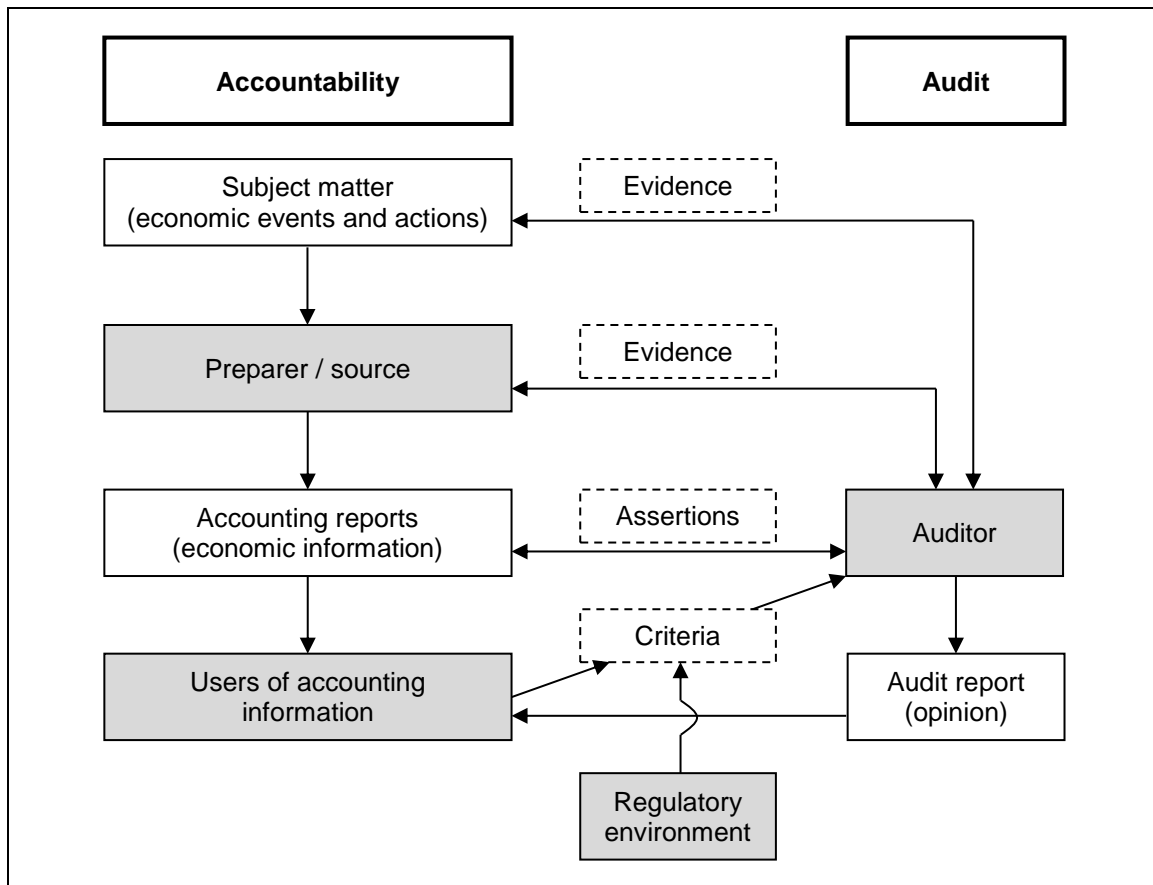 Accountability
Audit
Subject matter
(economic events and actions)
Evidence
Preparer / source
Evidence
Accounting reports
(economic information)
Assertions
Auditor
Users of accounting
information
Criteria
Audit report
(opinion)
Regulatory
environment